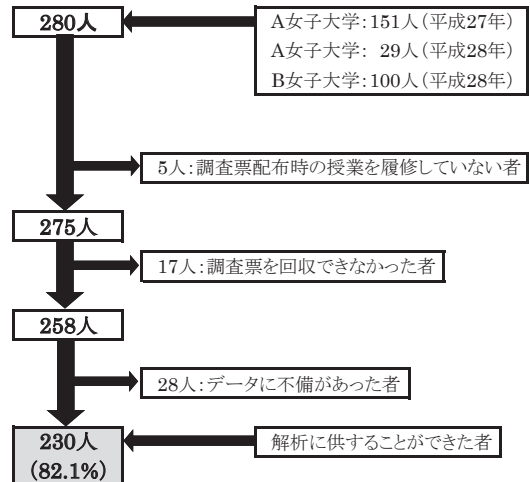 280人
A女子大学:151人(平成27年)
A女子大学: 29人(平成28年)
B女子大学:100人(平成28年)
5人:調査票配布時の授業を履修していない者
275人
17人:調査票を回収できなかった者
258人
28人:データに不備があった者
230人
(82.1%)
解析に供することができた者